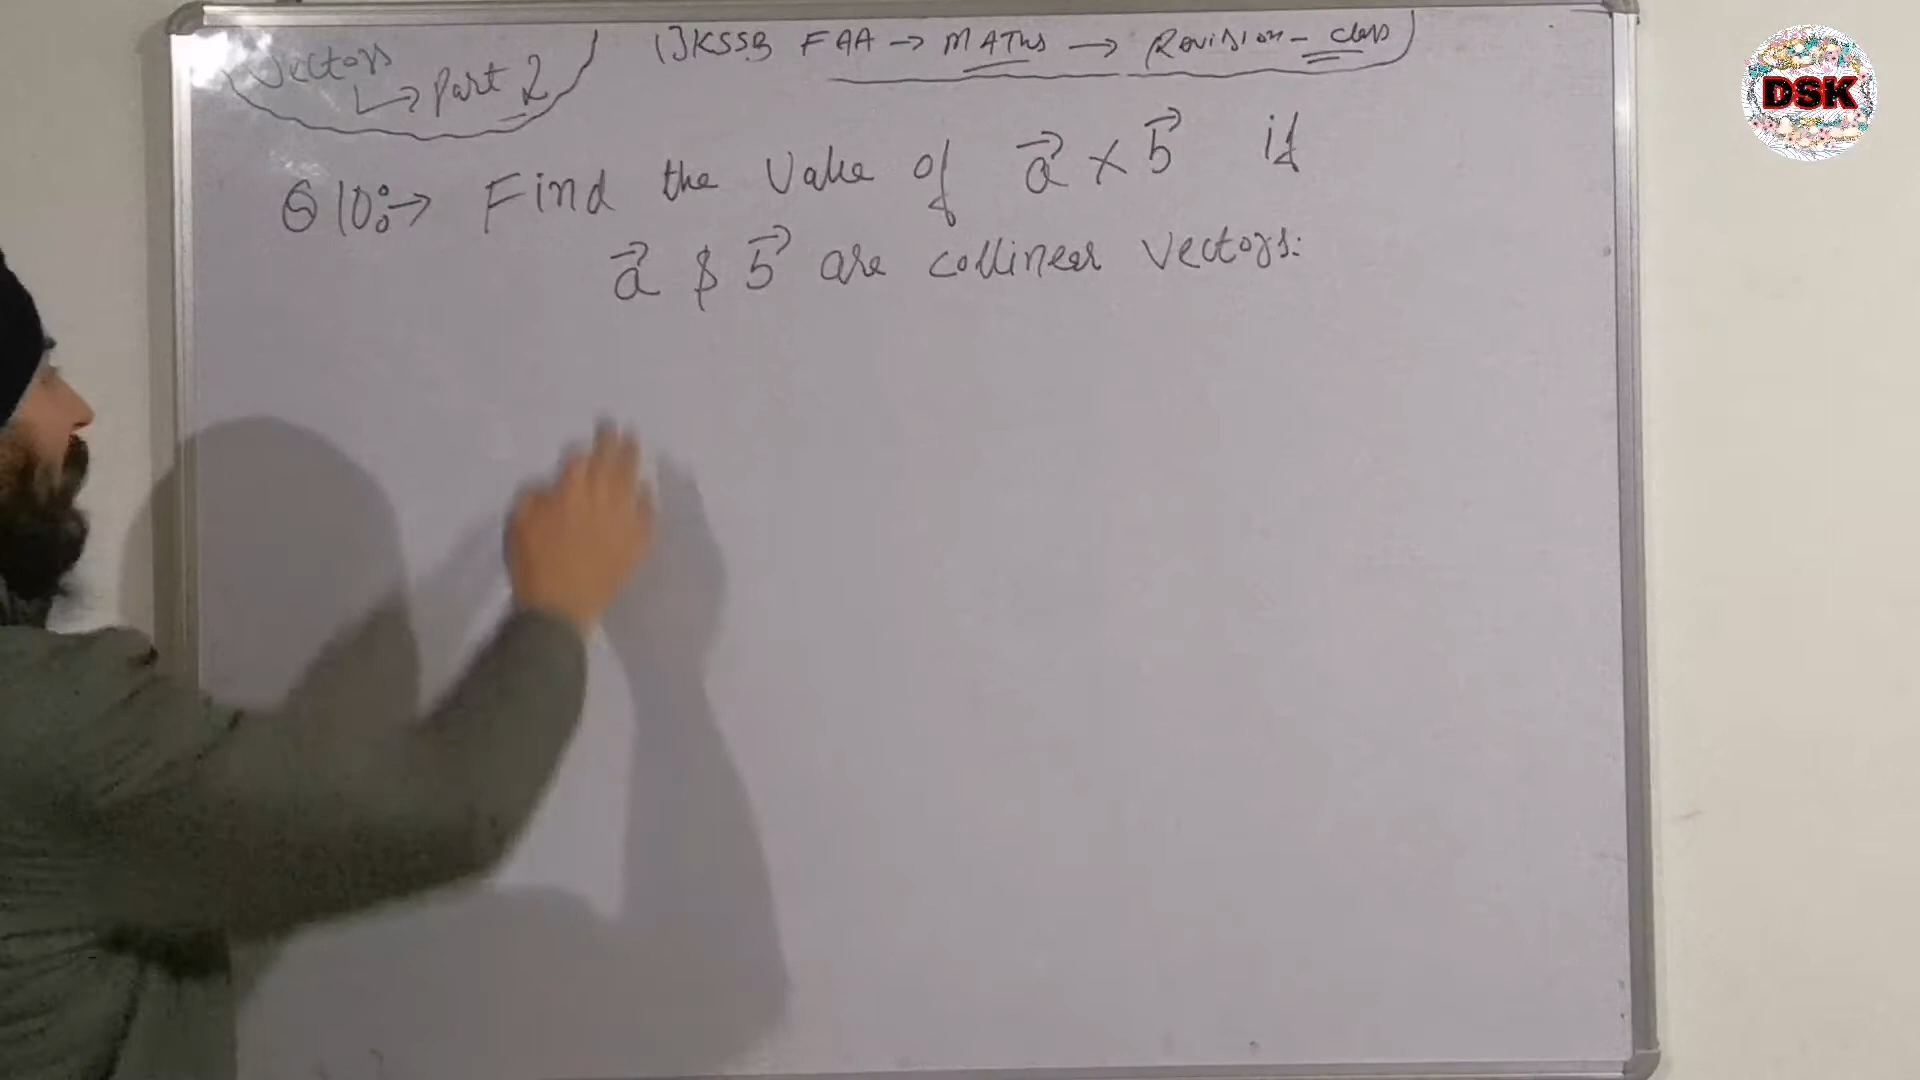 Vectors
↳ Part 2
JKSSB FAA → MATHS → Revision - class
Q10:→ Find the Value of a⃗ × b⃗ if
a⃗ & b⃗ are collinear Vectors.
DSK